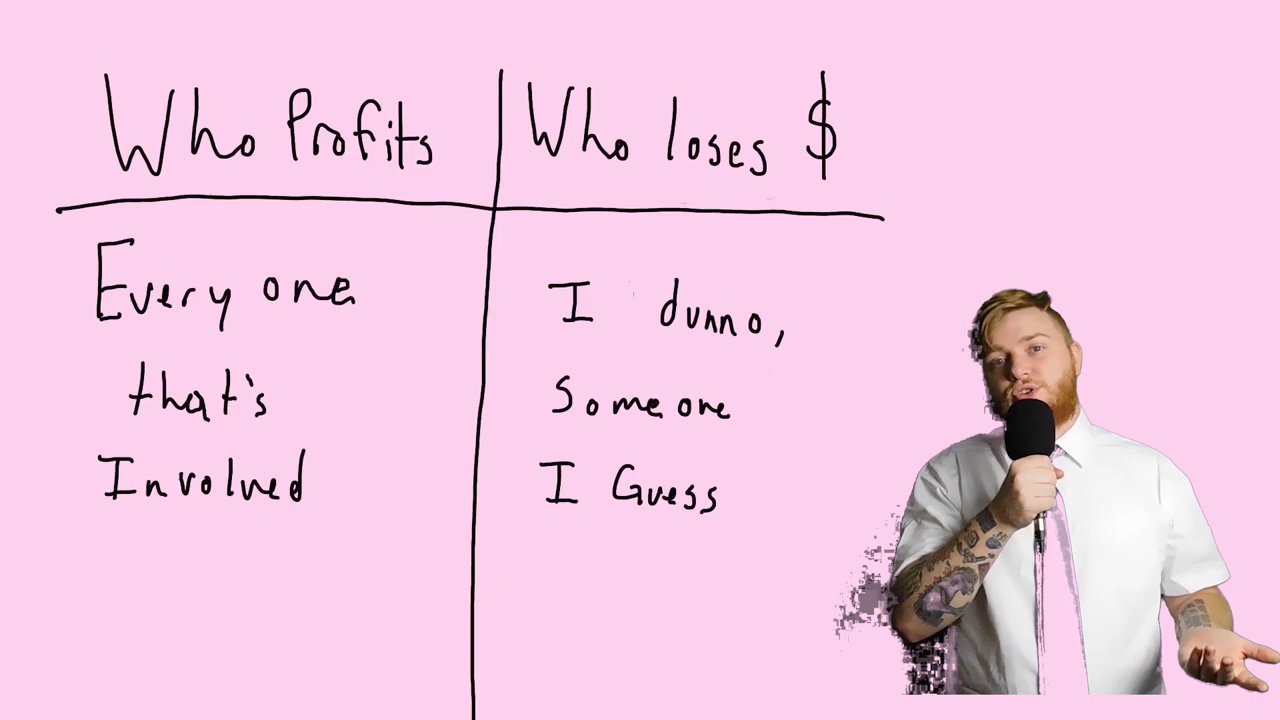 Who Profits
Who loses $
Every one
that's
Involved
I dunno,
Someone
I Guess